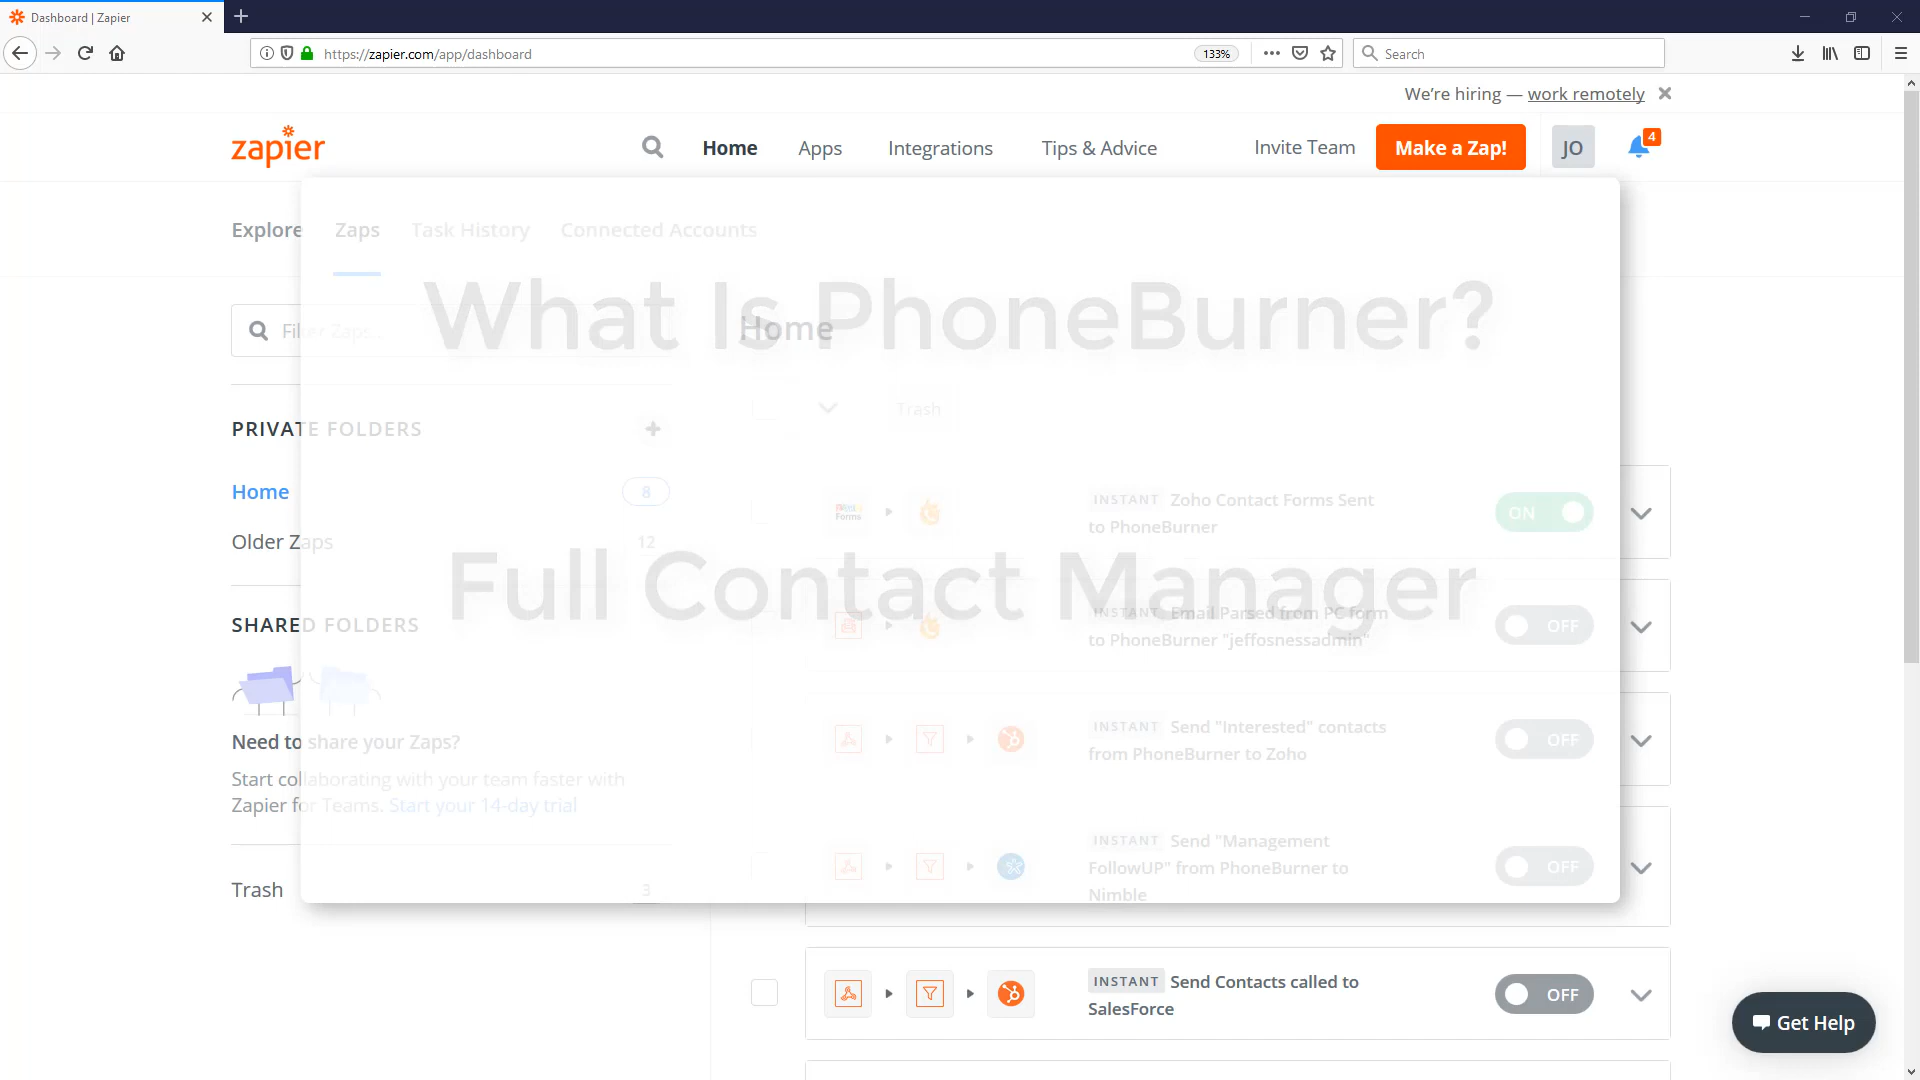 Dashboard | Zapier
https://zapier.com/app/dashboard
133%
Search
We're hiring — work remotely
zapier
Home
Apps
Integrations
Tips & Advice
Invite Team
Make a Zap!
JO
4
Explore
Zaps
Task History
Connected Accounts
What Is PhoneBurner?
Filter Zaps..
Home
Trash
PRIVATE FOLDERS
Home
8
Older Zaps
12
Forms
INSTANT Zoho Contact Forms Sent
to PhoneBurner
ON
Full Contact Manager
INSTANT Email Parsed from PC form
to PhoneBurner "jeffosnessadmin"
OFF
SHARED FOLDERS
Need to share your Zaps?
Start collaborating with your team faster with
Zapier for Teams. Start your 14-day trial
INSTANT Send "Interested" contacts
from PhoneBurner to Zoho
OFF
INSTANT Send "Management
FollowUP" from PhoneBurner to
Nimble
OFF
Trash
3
INSTANT Send Contacts called to
SalesForce
OFF
Get Help